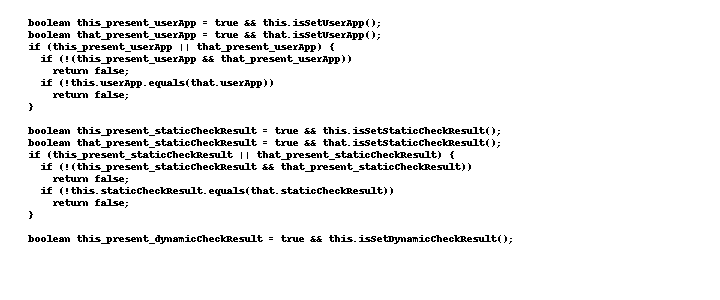 boolean this_present_userApp = true && this.isSetUserApp();
boolean that_present_userApp = true && that.isSetUserApp();
if (this_present_userApp || that_present_userApp) {
if (!(this_present_userApp && that_present_userApp))
return false;
if (!this.userApp.equals(that.userApp))
return false;
}
boolean this_present_staticCheckResult = true && this.isSetStaticCheckResult();
boolean that_present_staticCheckResult = true && that.isSetStaticCheckResult();
if (this_present_staticCheckResult || that_present_staticCheckResult) {
if (!(this_present_staticCheckResult && that_present_staticCheckResult))
return false;
if (!this.staticCheckResult.equals(that.staticCheckResult))
return false;
}
boolean this_present_dynamicCheckResult = true && this.isSetDynamicCheckResult();